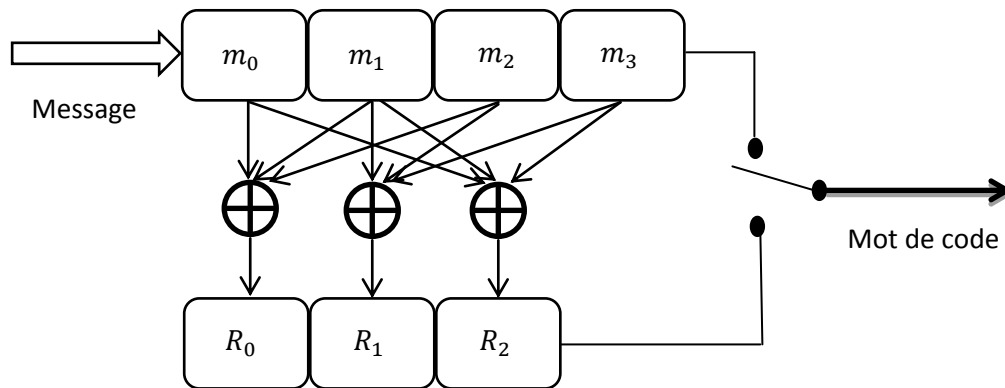 m₀ m₁ m₂ m₃
Message
Mot de code
R₀ R₁ R₂